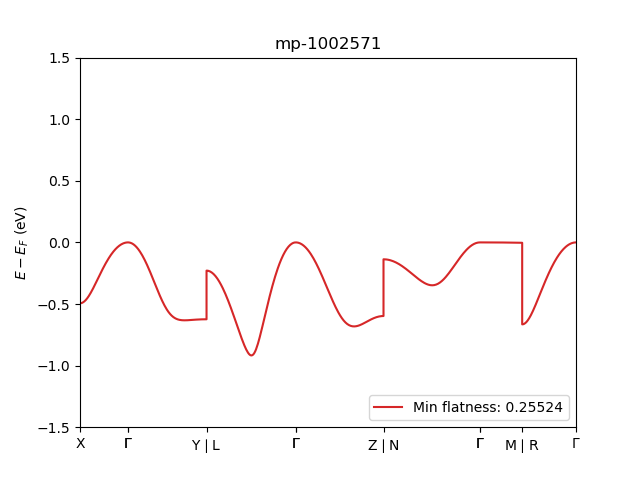 mp-1002571
E − E_F (eV)
1.5
1.0
0.5
0.0
−0.5
−1.0
−1.5
Min flatness: 0.25524
X Γ Y | L Γ Z | N Γ M | R Γ